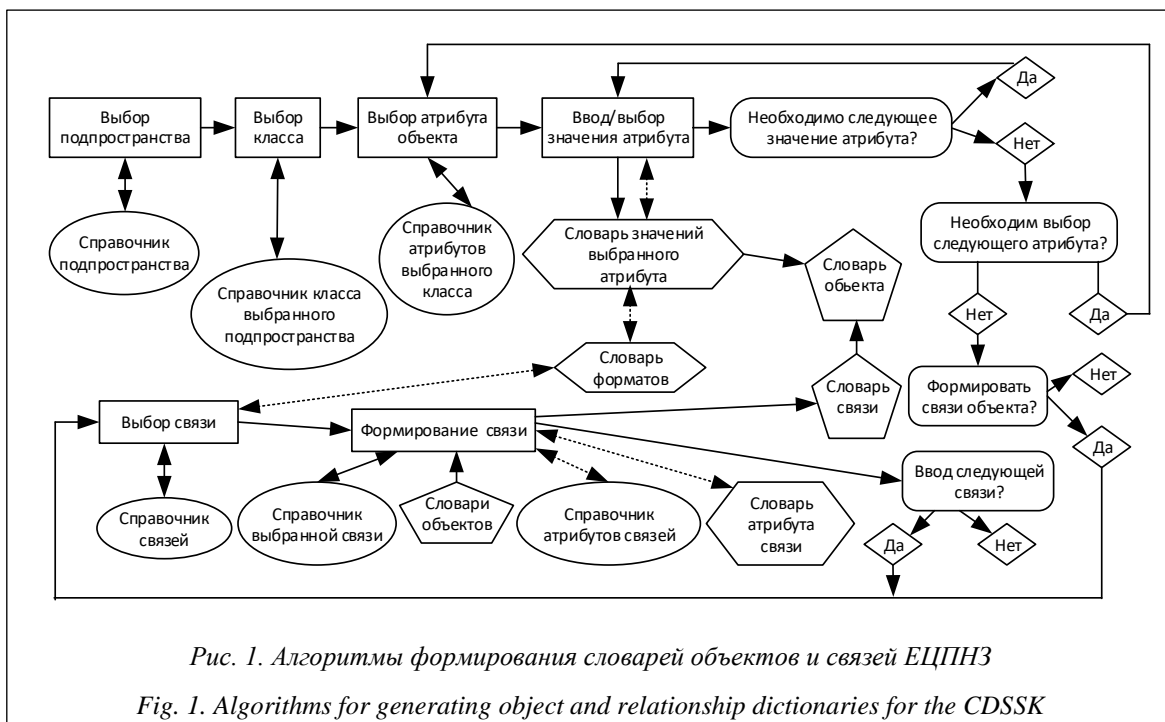 Да
Выбор
подпространства
Выбор
класса
Выбор атрибута
объекта
Ввод/выбор
значения атрибута
Необходимо следующее
значение атрибута?
Нет
Справочник
подпространства
Справочник класса
выбранного
подпространства
Справочник
атрибутов
выбранного
класса
Словарь значений
выбранного
атрибута
Словарь
обьекта
Необходим выбор
следующего атрибута?
Нет
Да
Словарь
форматов
Словарь
связи
Формировать
связи объекта?
Нет
Да
Выбор связи
Формирование связи
Справочник
связей
Справочник
выбранной связи
Словари
объектов
Справочник
атрибутов связей
Словарь
атрибута
связи
Ввод следующей
связи?
Да
Нет
Рис. 1. Алгоритмы формирования словарей объектов и связей ЕЦПНЗ
Fig. 1. Algorithms for generating object and relationship dictionaries for the CDSSK